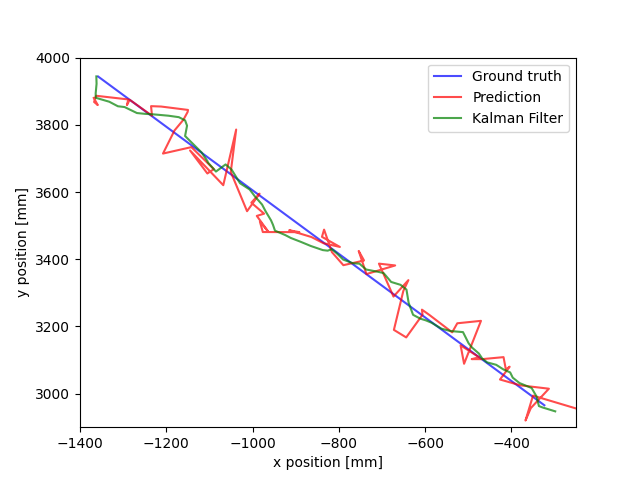 4000
3800
3600
3400
3200
3000
y position [mm]
−1400
−1200
−1000
−800
−600
−400
x position [mm]
Ground truth
Prediction
Kalman Filter